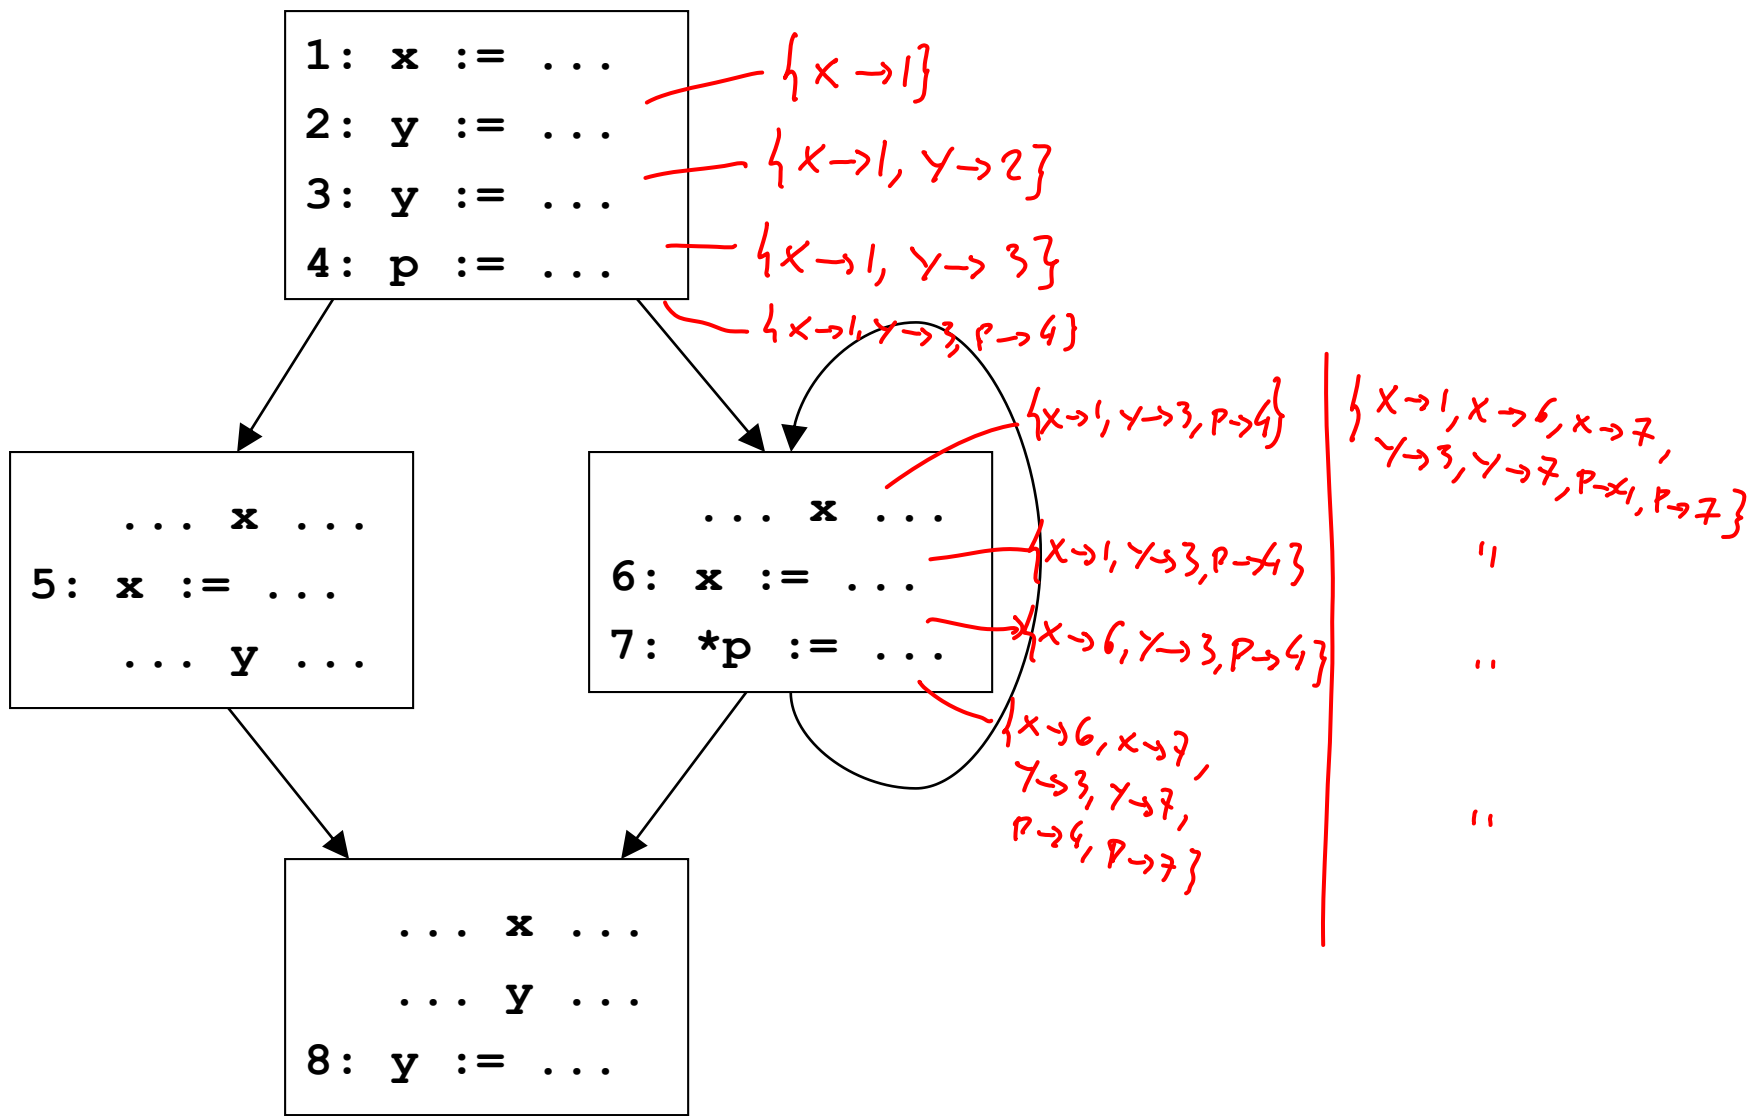 1: x := ...
2: y := ...
3: y := ...
4: p := ...
{x→1}
{x→1, y→2}
{x→1, y→3}
{x→1, y→3, p→4}
... x ...
5: x := ...
... y ...
... x ...
6: x := ...
7: *p := ...
{x→1, y→3, p→4}
{x→1, y→3, p→4}
{x→6, y→3, p→4}
{x→6, x→7,
y→3, y→7,
p→4, p→7}
{x→1, x→6, x→7,
y→3, y→7, p→4, p→7}
"
"
"
... x ...
... y ...
8: y := ...